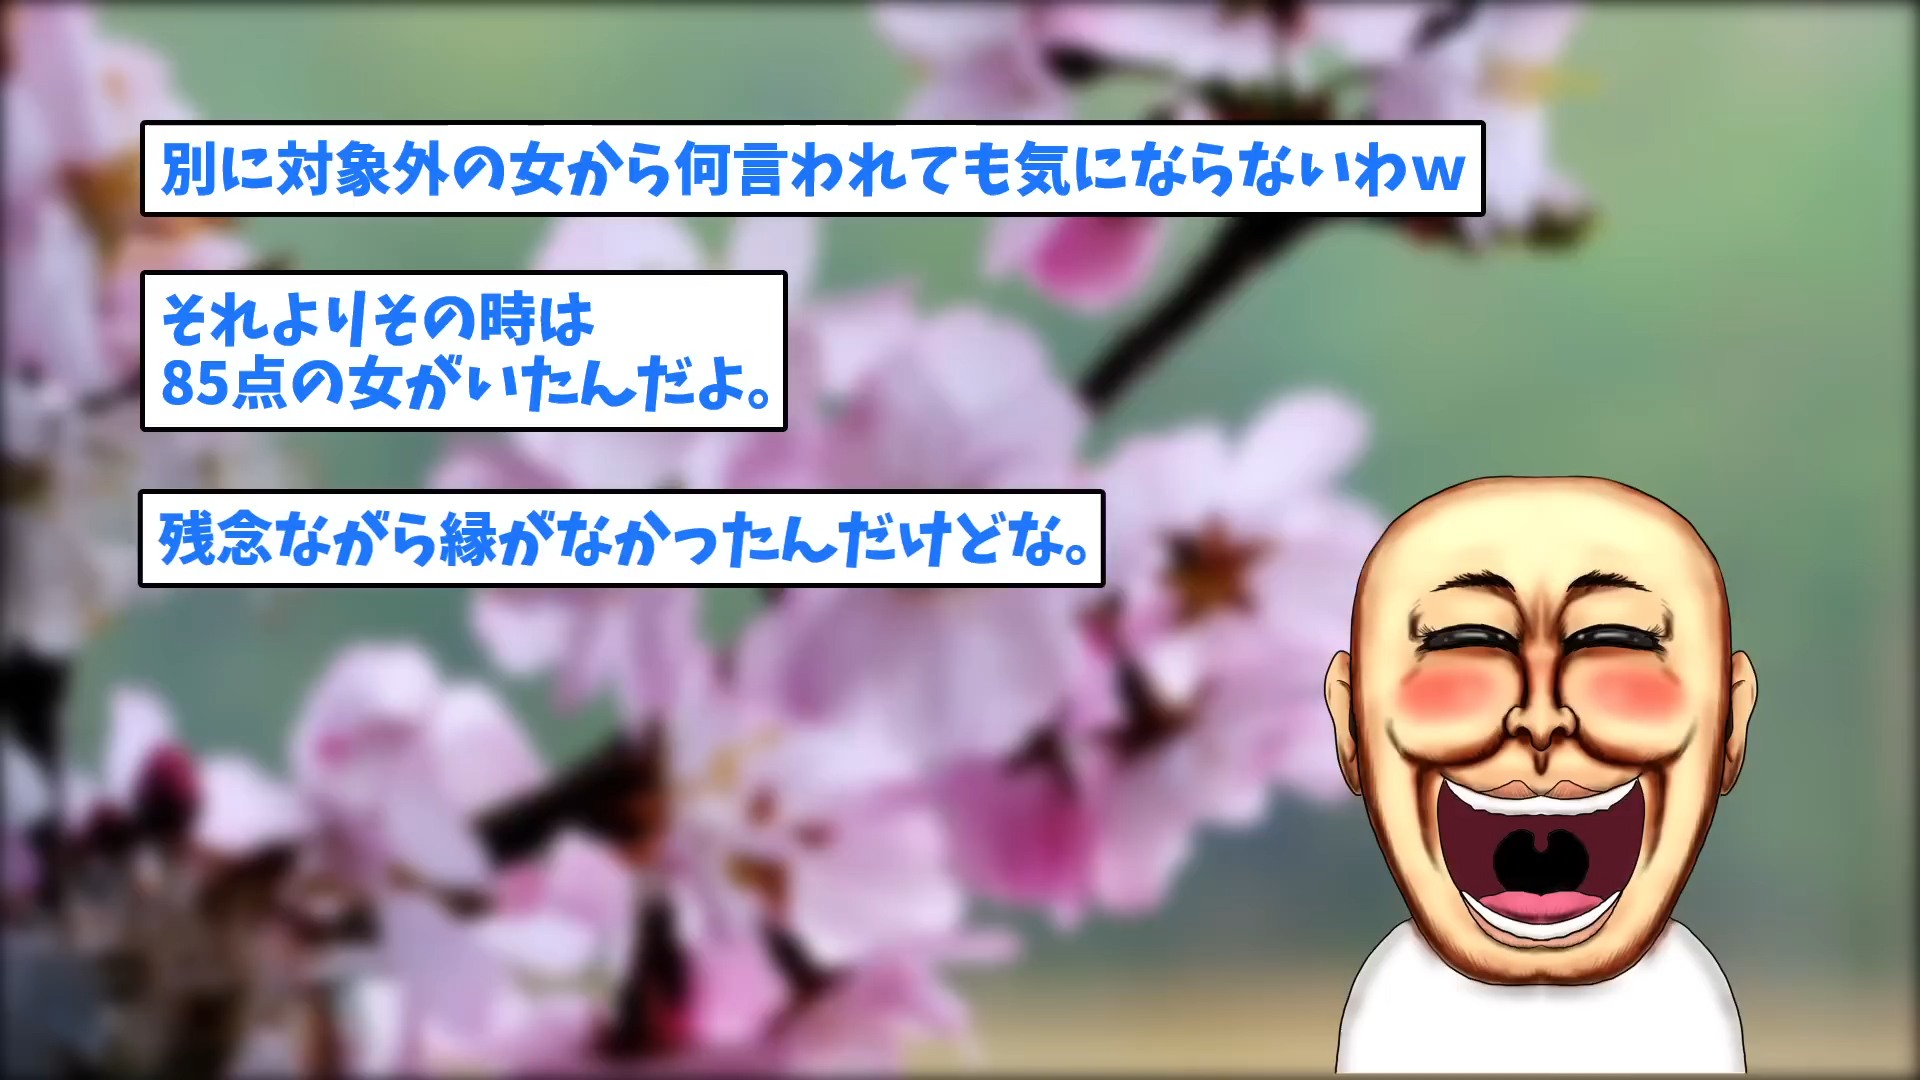 別に対象外の女から何言われても気にならないわw
それよりその時は
85点の女がいたんだよ。
残念ながら縁がなかったんだけどな。